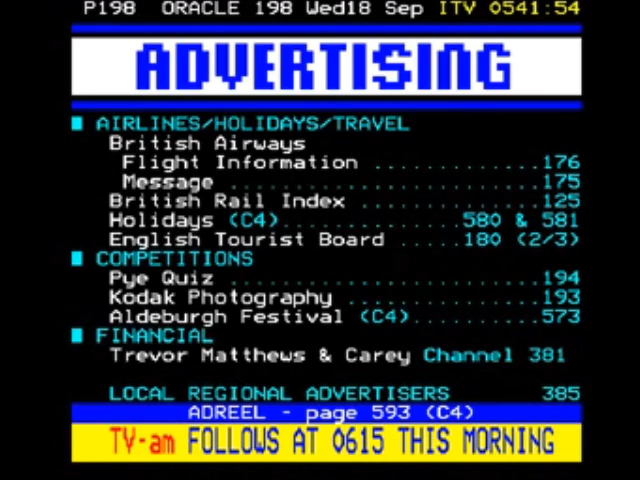 P198 ORACLE 198 Wed18 Sep ITV 0541:54
ADVERTISING
AIRLINES/HOLIDAYS/TRAVEL
British Airways
Flight Information ..............176
Message .........................175
British Rail Index ..............125
Holidays (C4)..............580 & 581
English Tourist Board .....180 (2/3)
COMPETITIONS
Pye Quiz ........................194
Kodak Photography ...............193
Aldeburgh Festival (C4)..........573
FINANCIAL
Trevor Matthews & Carey Channel 381
LOCAL REGIONAL ADVERTISERS 385
ADREEL - page 593 (C4)
TV-am FOLLOWS AT 0615 THIS MORNING